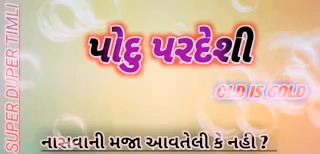 SUPER DUPER TIMLI
પોદુ પરદેશી
OLD IS GOLD
નાસવાની મજા આવતેલી કે નહી ?